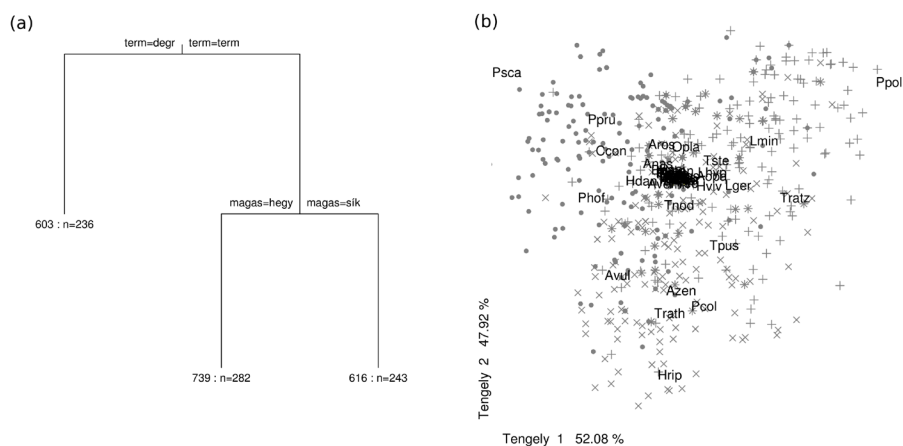 (a)
term=degr term=term
603 : n=236
magas=hegy magas=sík
739 : n=282
616 : n=243
(b)
Psca
Ppol
Ppru
Ccon
Aros
Opla
Lmin
Tste
Hdan
Hviv
Lger
Phof
Tnod
Tratz
Tpus
Avul
Azen
Trath
Pcol
Hrip
Tengely 2 47.92 %
Tengely 1 52.08 %